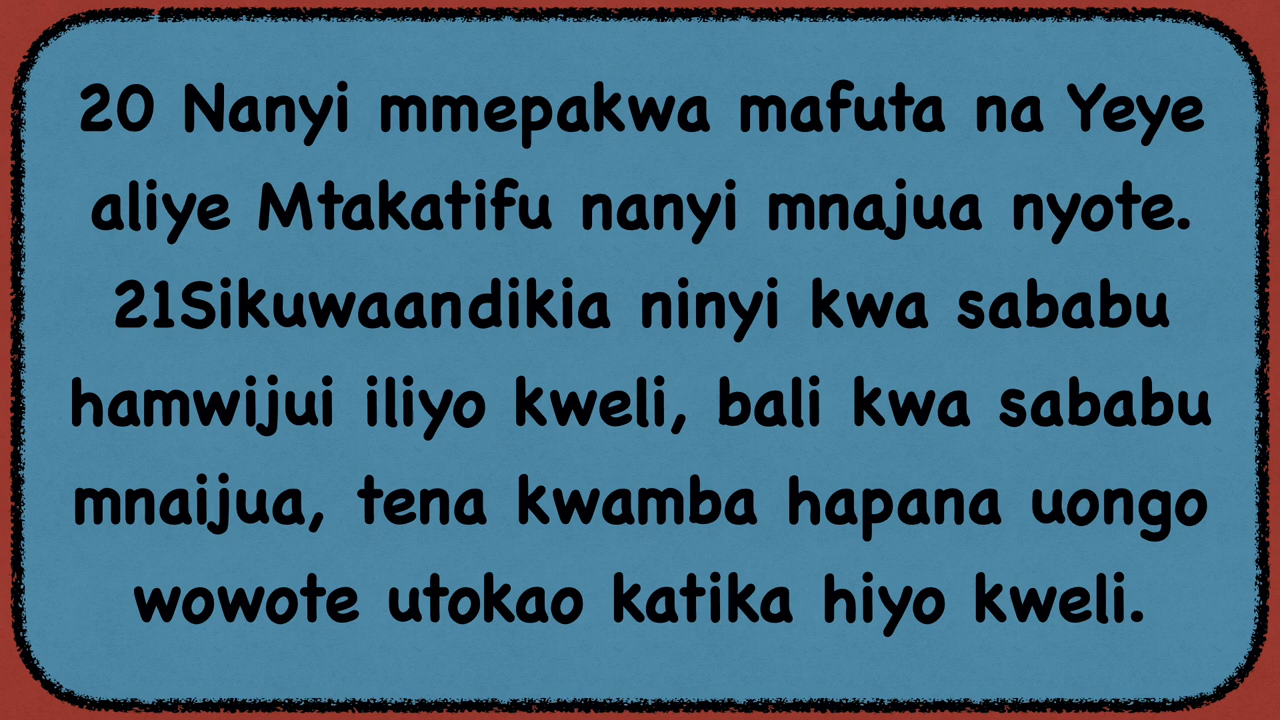 20 Nanyi mmepakwa mafuta na Yeye
aliye Mtakatifu nanyi mnajua nyote.
21Sikuwaandikia ninyi kwa sababu
hamwijui iliyo kweli, bali kwa sababu
mnaijua, tena kwamba hapana uongo
wowote utokao katika hiyo kweli.